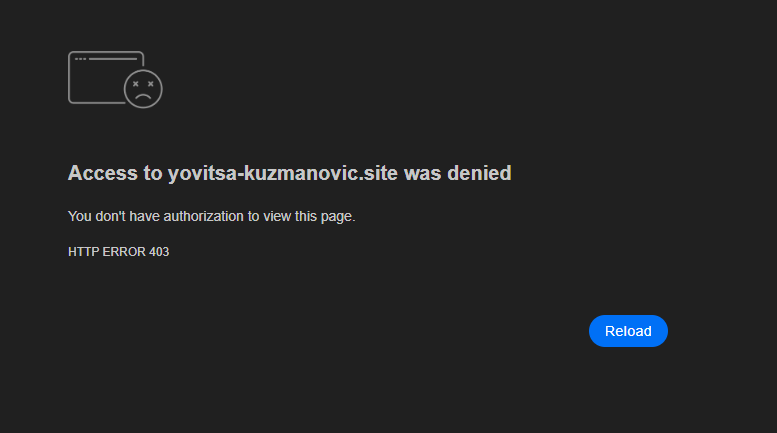 Access to yovitsa-kuzmanovic.site was denied
You don't have authorization to view this page.
HTTP ERROR 403
Reload